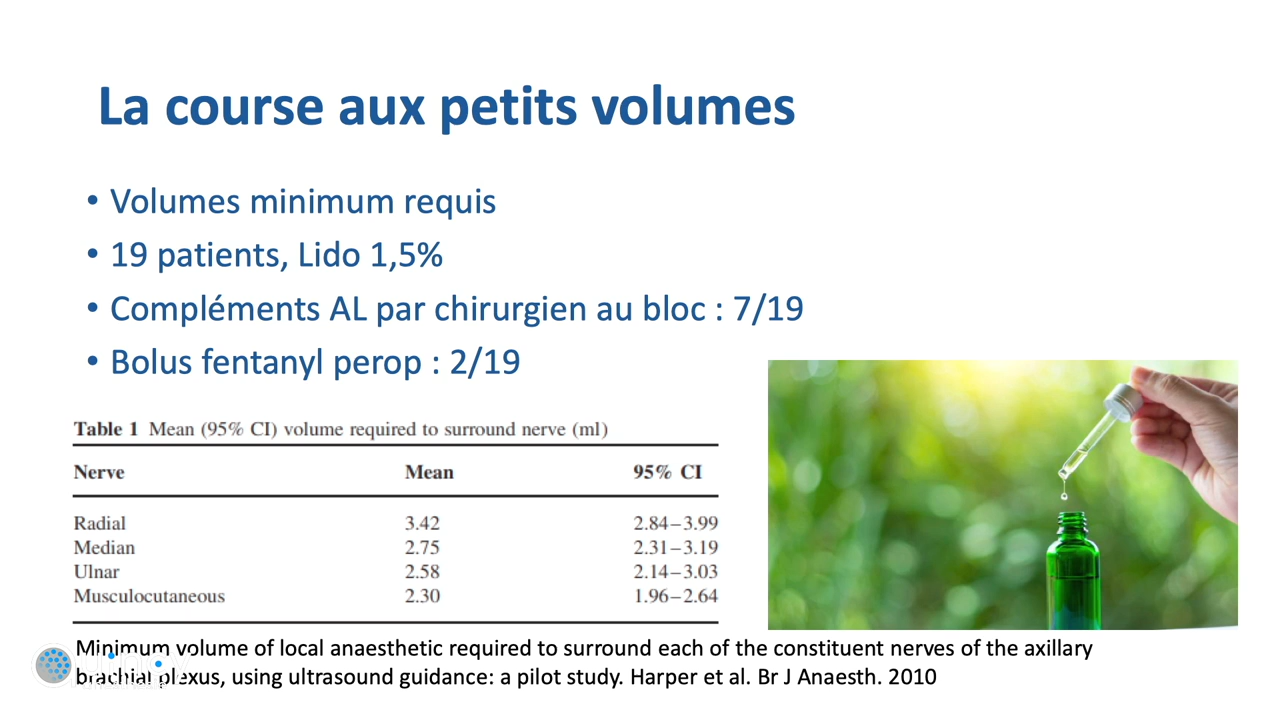 La course aux petits volumes
• Volumes minimum requis
• 19 patients, Lido 1,5%
• Compléments AL par chirurgien au bloc : 7/19
• Bolus fentanyl perop : 2/19
Table 1 Mean (95% CI) volume required to surround nerve (ml)
Nerve Mean 95% CI
Radial 3.42 2.84–3.99
Median 2.75 2.31–3.19
Ulnar 2.58 2.14–3.03
Musculocutaneous 2.30 1.96–2.64
Minimum volume of local anaesthetic required to surround each of the constituent nerves of the axillary
brachial plexus, using ultrasound guidance: a pilot study. Harper et al. Br J Anaesth. 2010